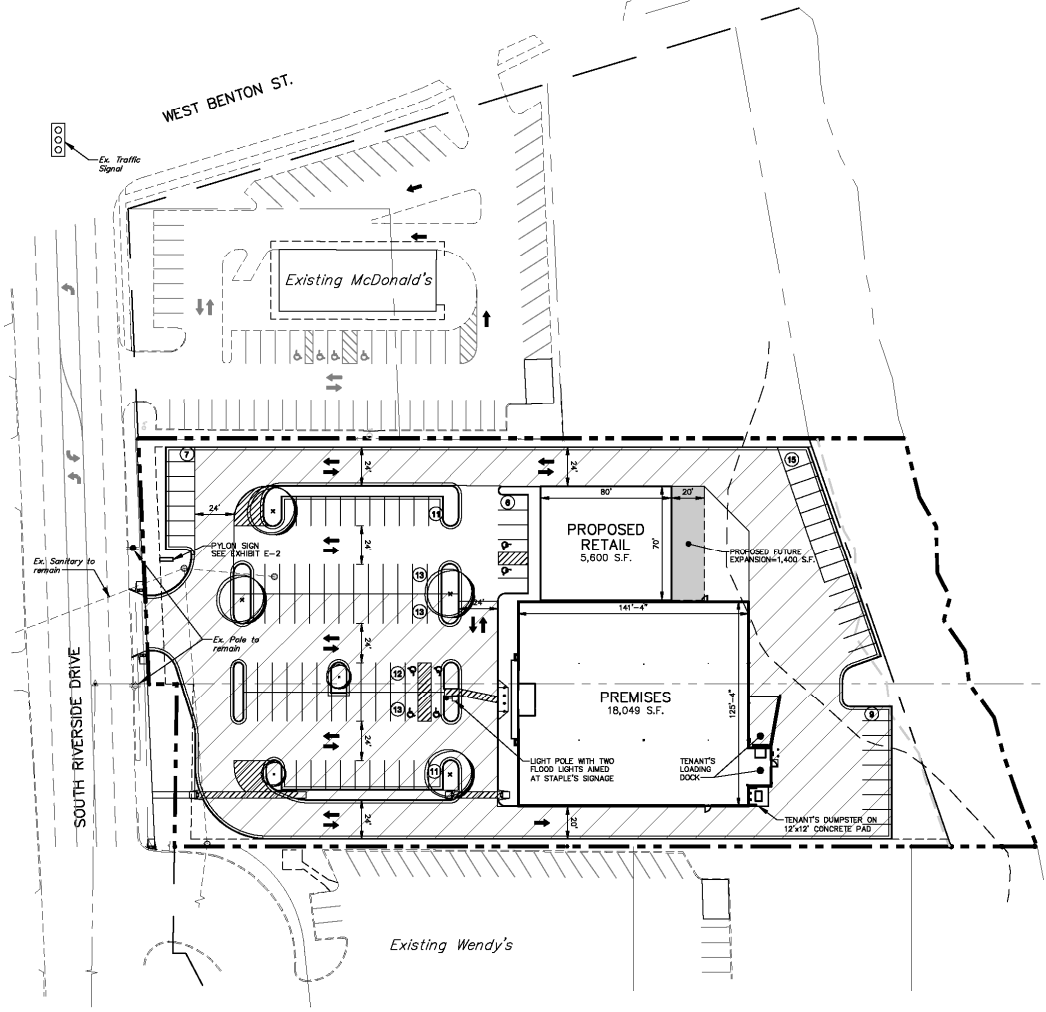 WEST BENTON ST.
Ex. Traffic
Signal
Existing McDonald's
7
24'
24'
15
24'
11
6
80'
20'
PROPOSED
RETAIL
5,600 S.F.
70'
24'
PYLON SIGN
SEE EXHIBIT E-2
PROPOSED FUTURE
EXPANSION=1,400 S.F.
Ex. Sanitary to
remain
13
13
24'
141'-4"
Ex. Pole to
remain
24'
12
13
PREMISES
18,049 S.F.
125'-4"
9
SOUTH RIVERSIDE DRIVE
24'
LIGHT POLE WITH TWO
FLOOD LIGHTS AIMED
AT STAPLE'S SIGNAGE
TENANT'S
LOADING
DOCK
11
24'
20'
TENANT'S DUMPSTER ON
12'x12' CONCRETE PAD
Existing Wendy's